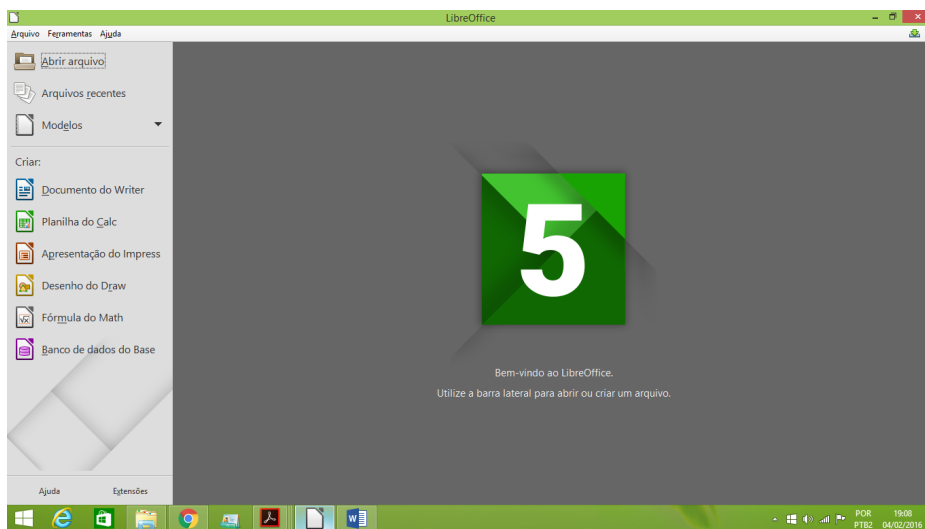 LibreOffice
Arquivo Ferramentas Ajuda
Abrir arquivo
Arquivos recentes
Modelos
Criar:
Documento do Writer
Planilha do Calc
Apresentação do Impress
Desenho do Draw
Fórmula do Math
Banco de dados do Base
5
Bem-vindo ao LibreOffice.
Utilize a barra lateral para abrir ou criar um arquivo.
Ajuda Extensões
POR 19:08
PTB2 04/02/2016